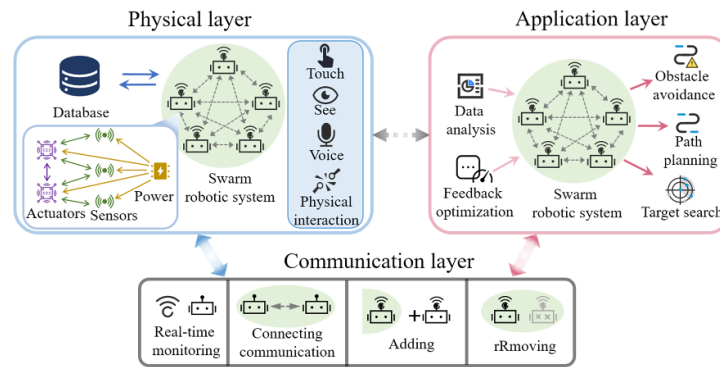 Physical layer
Database
Swarm
robotic system
Actuators
Sensors
Power
Touch
See
Voice
Physical
interaction
Application layer
Data
analysis
Feedback
optimization
Swarm
robotic system
Obstacle
avoidance
Path
planning
Target search
Communication layer
Real-time
monitoring
Connecting
communication
Adding
rRmoving